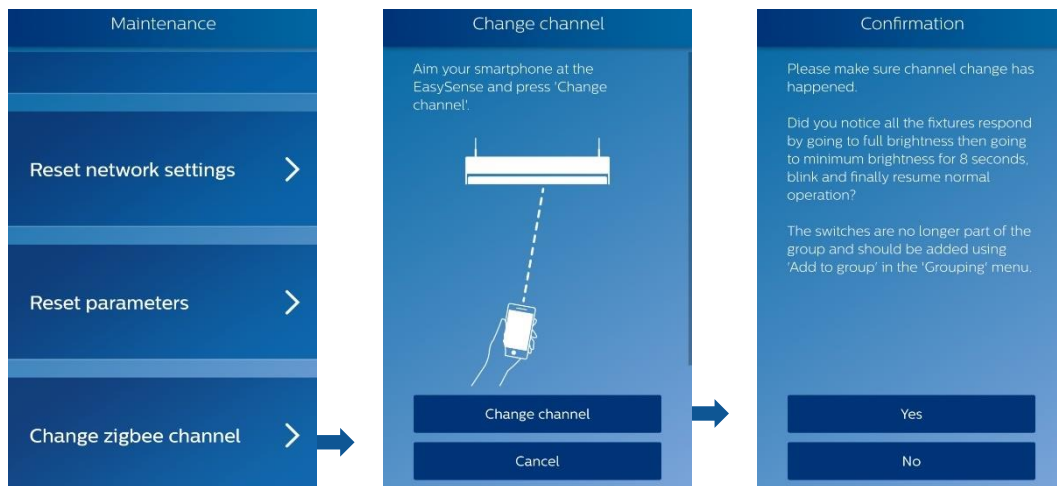 Maintenance
Reset network settings
Reset parameters
Change zigbee channel
Change channel
Aim your smartphone at the
EasySense and press 'Change
channel'.
Change channel
Cancel
Confirmation
Please make sure channel change has
happened.
Did you notice all the fixtures respond
by going to full brightness then going
to minimum brightness for 8 seconds,
blink and finally resume normal
operation?
The switches are no longer part of the
group and should be added using
'Add to group' in the 'Grouping' menu.
Yes
No